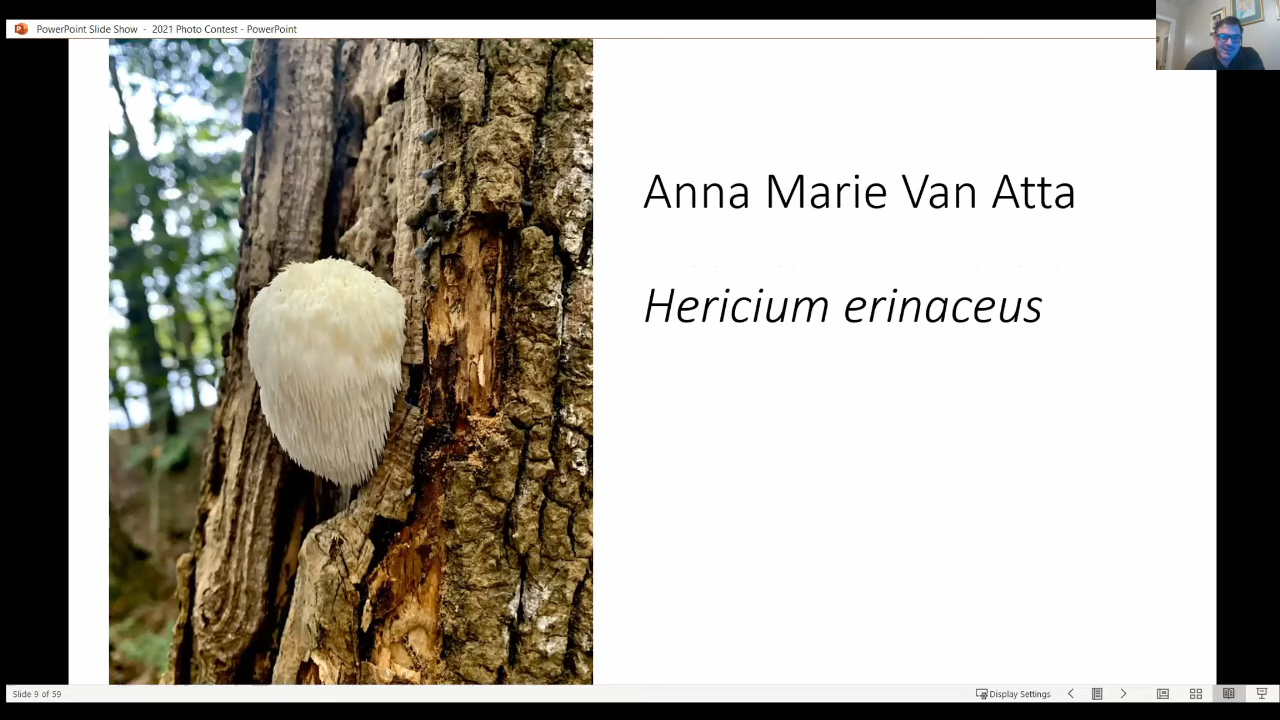 PowerPoint Slide Show - 2021 Photo Contest - PowerPoint
Anna Marie Van Atta
Hericium erinaceus
Slide 9 of 59
Display Settings